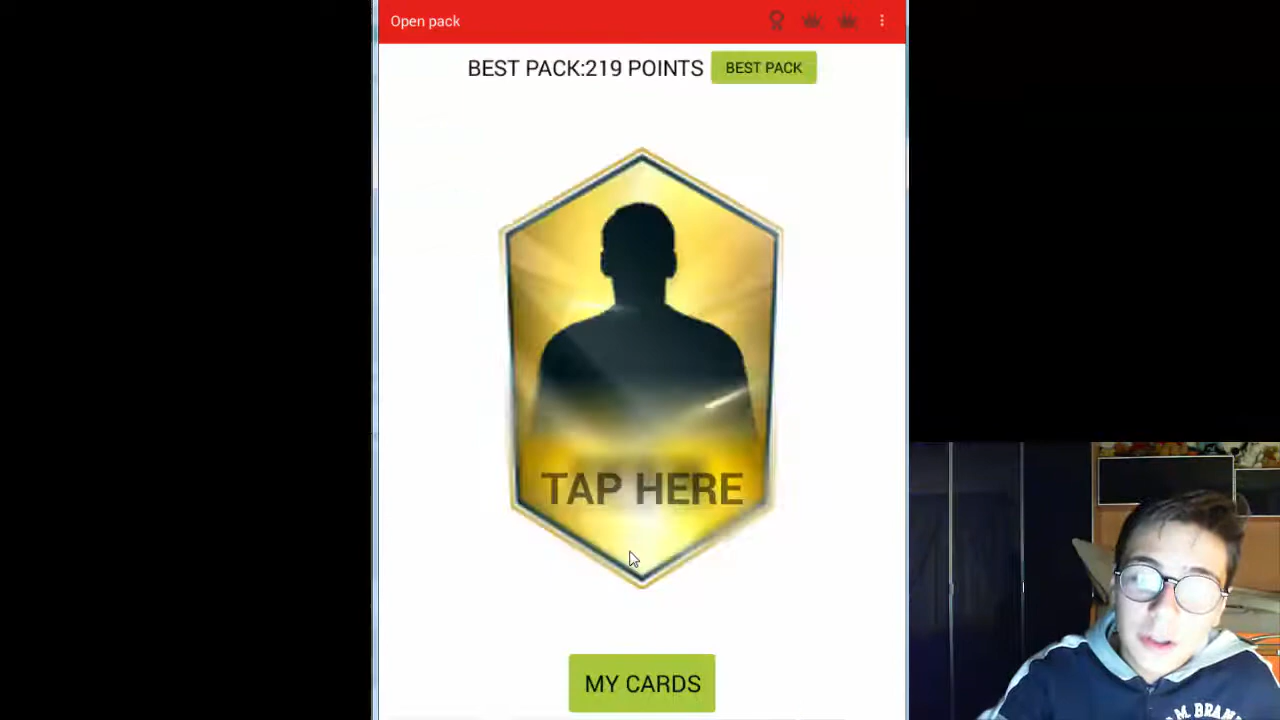 Open pack
BEST PACK:219 POINTS BEST PACK
TAP HERE
MY CARDS